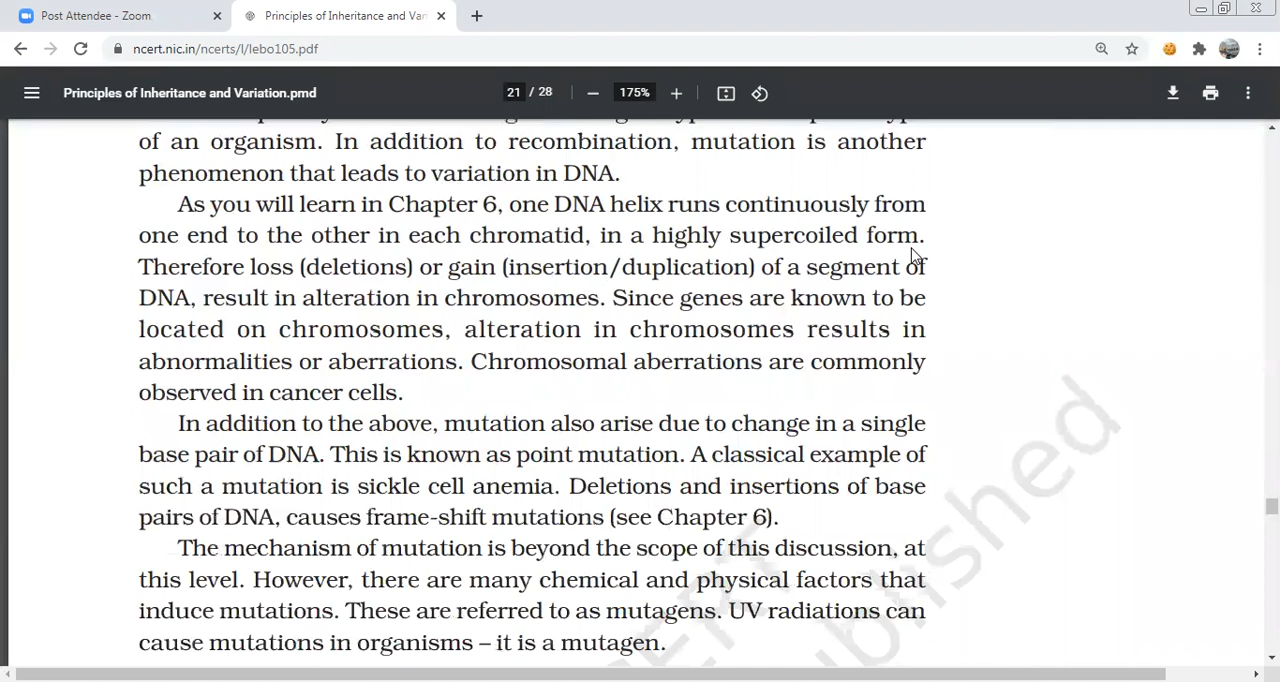 Post Attendee - Zoom
Principles of Inheritance and Var
ncert.nic.in/ncerts/l/lebo105.pdf
Principles of Inheritance and Variation.pmd
21 / 28
175%
of an organism. In addition to recombination, mutation is another
phenomenon that leads to variation in DNA.
As you will learn in Chapter 6, one DNA helix runs continuously from
one end to the other in each chromatid, in a highly supercoiled form.
Therefore loss (deletions) or gain (insertion/duplication) of a segment of
DNA, result in alteration in chromosomes. Since genes are known to be
located on chromosomes, alteration in chromosomes results in
abnormalities or aberrations. Chromosomal aberrations are commonly
observed in cancer cells.
In addition to the above, mutation also arise due to change in a single
base pair of DNA. This is known as point mutation. A classical example of
such a mutation is sickle cell anemia. Deletions and insertions of base
pairs of DNA, causes frame-shift mutations (see Chapter 6).
The mechanism of mutation is beyond the scope of this discussion, at
this level. However, there are many chemical and physical factors that
induce mutations. These are referred to as mutagens. UV radiations can
cause mutations in organisms – it is a mutagen.